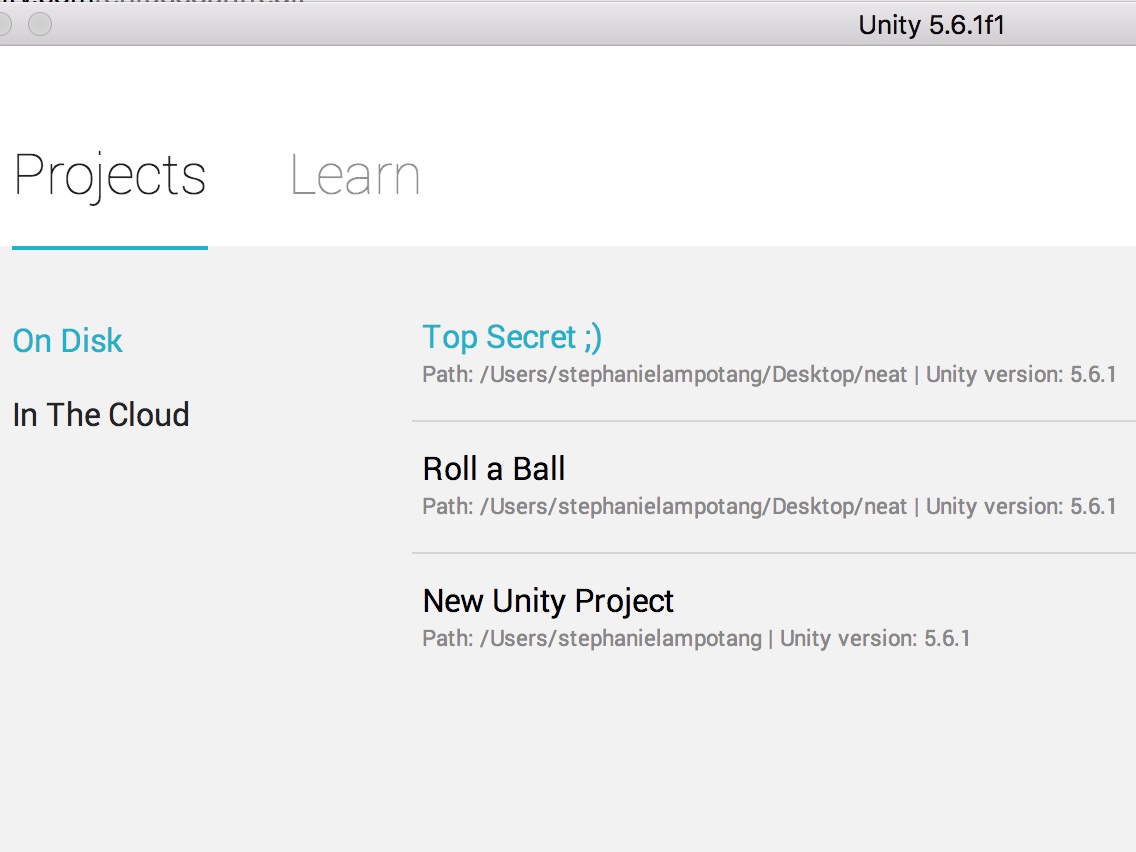 Unity 5.6.1f1
Projects
Learn
On Disk
In The Cloud
Top Secret ;)
Path: /Users/stephanielampotang/Desktop/neat | Unity version: 5.6.1
Roll a Ball
Path: /Users/stephanielampotang/Desktop/neat | Unity version: 5.6.1
New Unity Project
Path: /Users/stephanielampotang | Unity version: 5.6.1